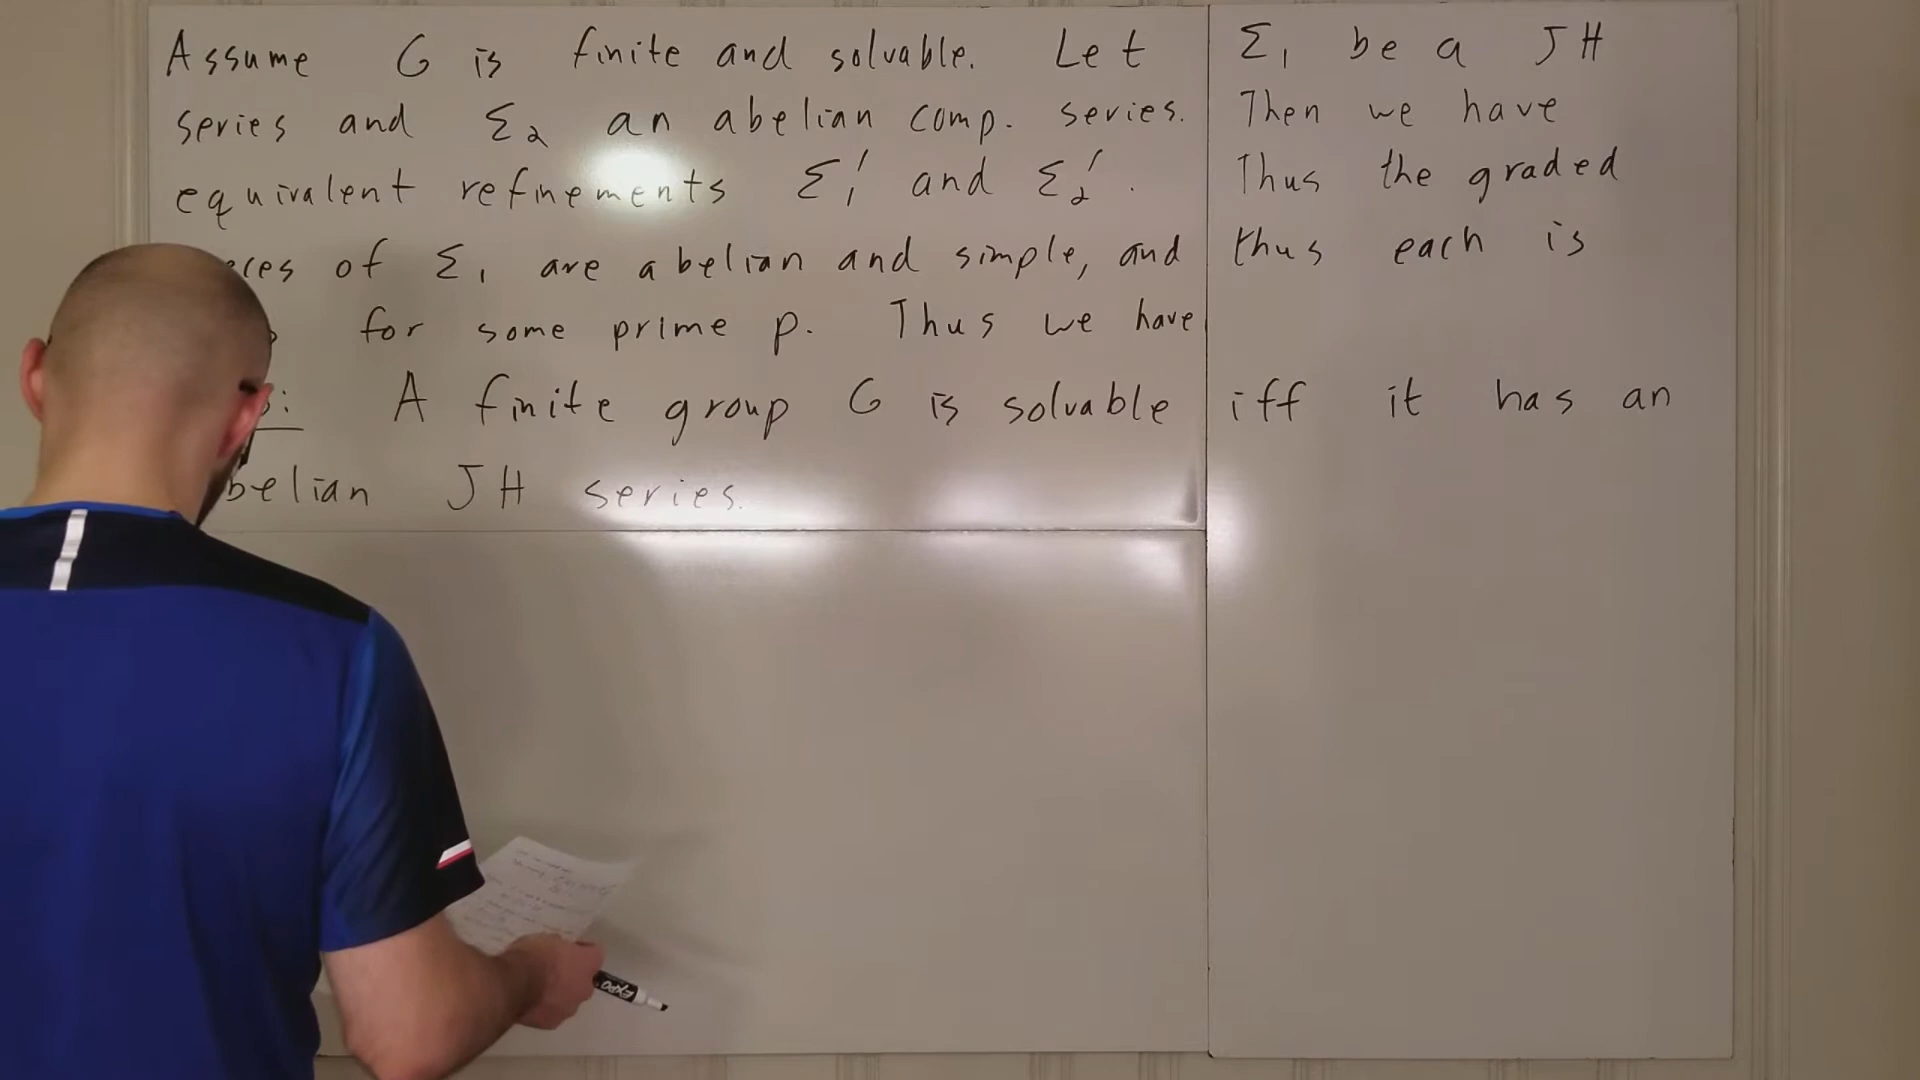 Assume G is finite and solvable. Let Σ₁ be a JH
series and Σ₂ an abelian comp. series. Then we have
equivalent refinements Σ₁' and Σ₂'. Thus the graded
eces of Σ₁ are abelian and simple, and thus each is
for some prime p. Thus we have
: A finite group G is solvable iff it has an
belian JH series.
EXPO